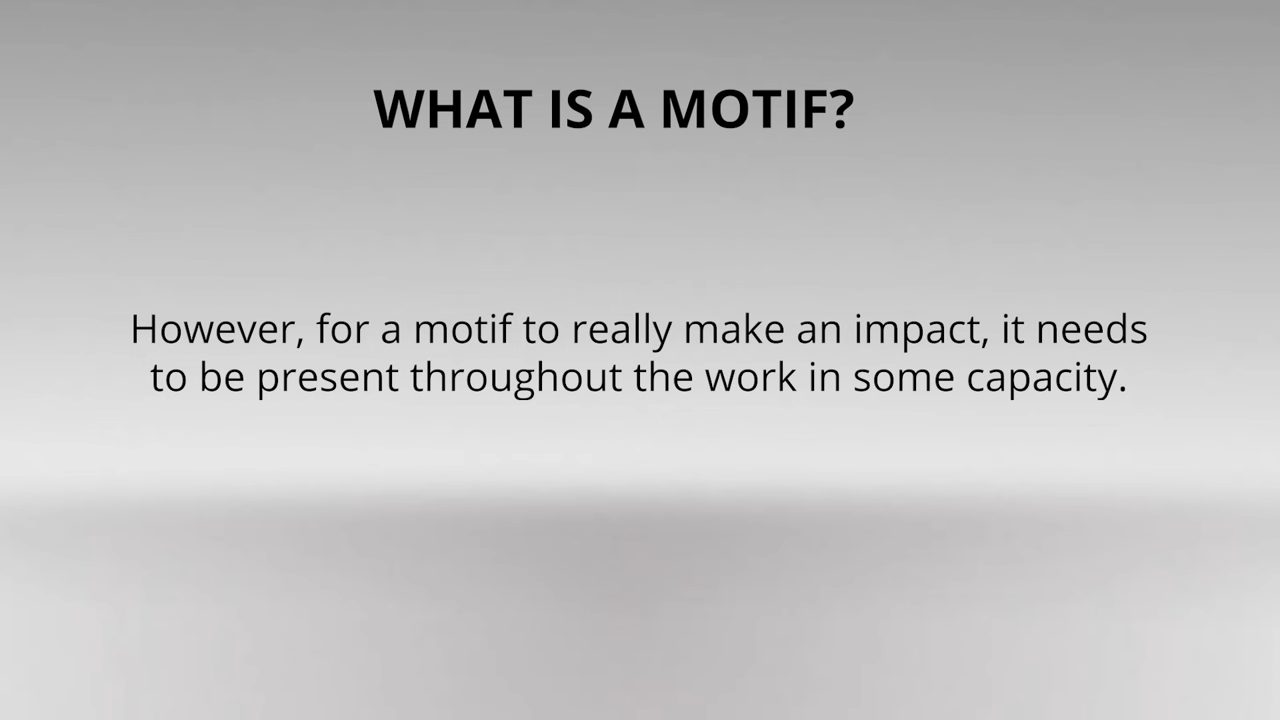 WHAT IS A MOTIF?
However, for a motif to really make an impact, it needs
to be present throughout the work in some capacity.